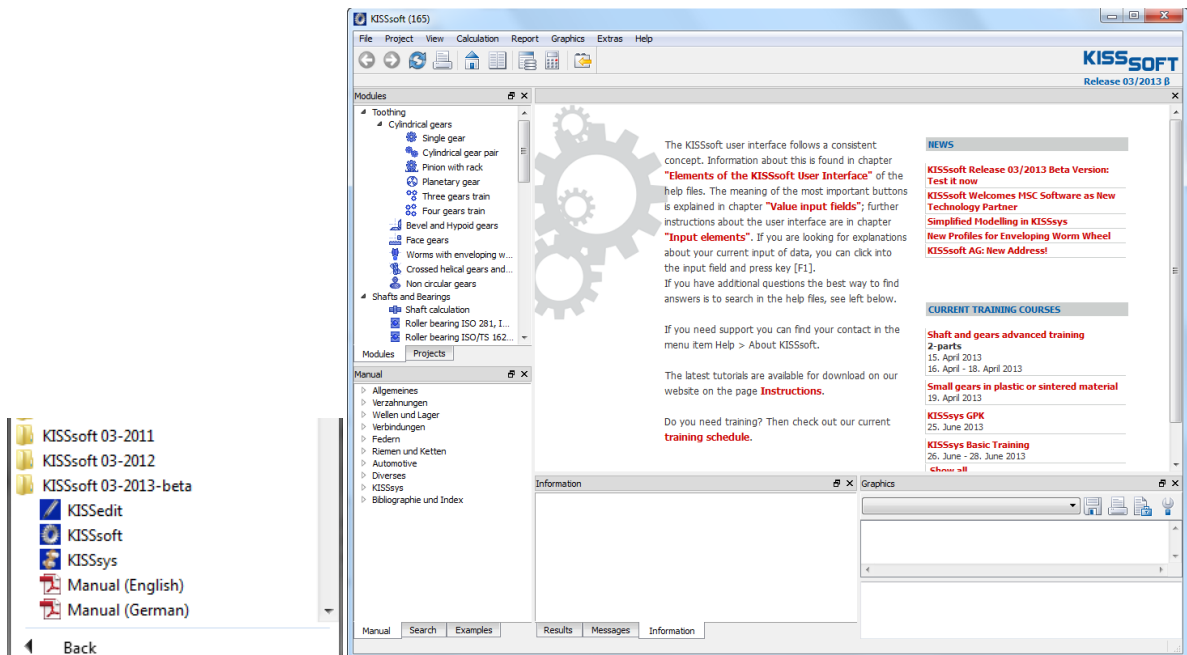 KISSsoft 03-2011
KISSsoft 03-2012
KISSsoft 03-2013-beta
KISSedit
KISSsoft
KISSsys
Manual (English)
Manual (German)
Back
KISSsoft (165)
File Project View Calculation Report Graphics Extras Help
KISSSOFT
Release 03/2013 β
Modules
Toothing
Cylindrical gears
Single gear
Cylindrical gear pair
Pinion with rack
Planetary gear
Three gears train
Four gears train
Bevel and Hypoid gears
Face gears
Worms with enveloping w...
Crossed helical gears and...
Non circular gears
Shafts and Bearings
Shaft calculation
Roller bearing ISO 281, I...
Roller bearing ISO/TS 162...
Modules Projects
Manual
Allgemeines
Verzahnungen
Wellen und Lager
Verbindungen
Federn
Riemen und Ketten
Automotive
Diverses
KISSsys
Bibliographie und Index
Manual Search Examples
The KISSsoft user interface follows a consistent
concept. Information about this is found in chapter
"Elements of the KISSsoft User Interface" of the
help files. The meaning of the most important buttons
is explained in chapter "Value input fields"; further
instructions about the user interface are in chapter
"Input elements". If you are looking for explanations
about your current input of data, you can click into
the input field and press key [F1].
If you have additional questions the best way to find
answers is to search in the help files, see left below.
If you need support you can find your contact in the
menu item Help > About KISSsoft.
The latest tutorials are available for download on our
website on the page Instructions.
Do you need training? Then check out our current
training schedule.
NEWS
KISSsoft Release 03/2013 Beta Version:
Test it now
KISSsoft Welcomes MSC Software as New
Technology Partner
Simplified Modelling in KISSsys
New Profiles for Enveloping Worm Wheel
KISSsoft AG: New Address!
CURRENT TRAINING COURSES
Shaft and gears advanced training
2-parts
15. April 2013
16. April - 18. April 2013
Small gears in plastic or sintered material
19. April 2013
KISSsys GPK
25. June 2013
KISSsys Basic Training
26. June - 28. June 2013
Show all
Information
Results Messages Information
Graphics